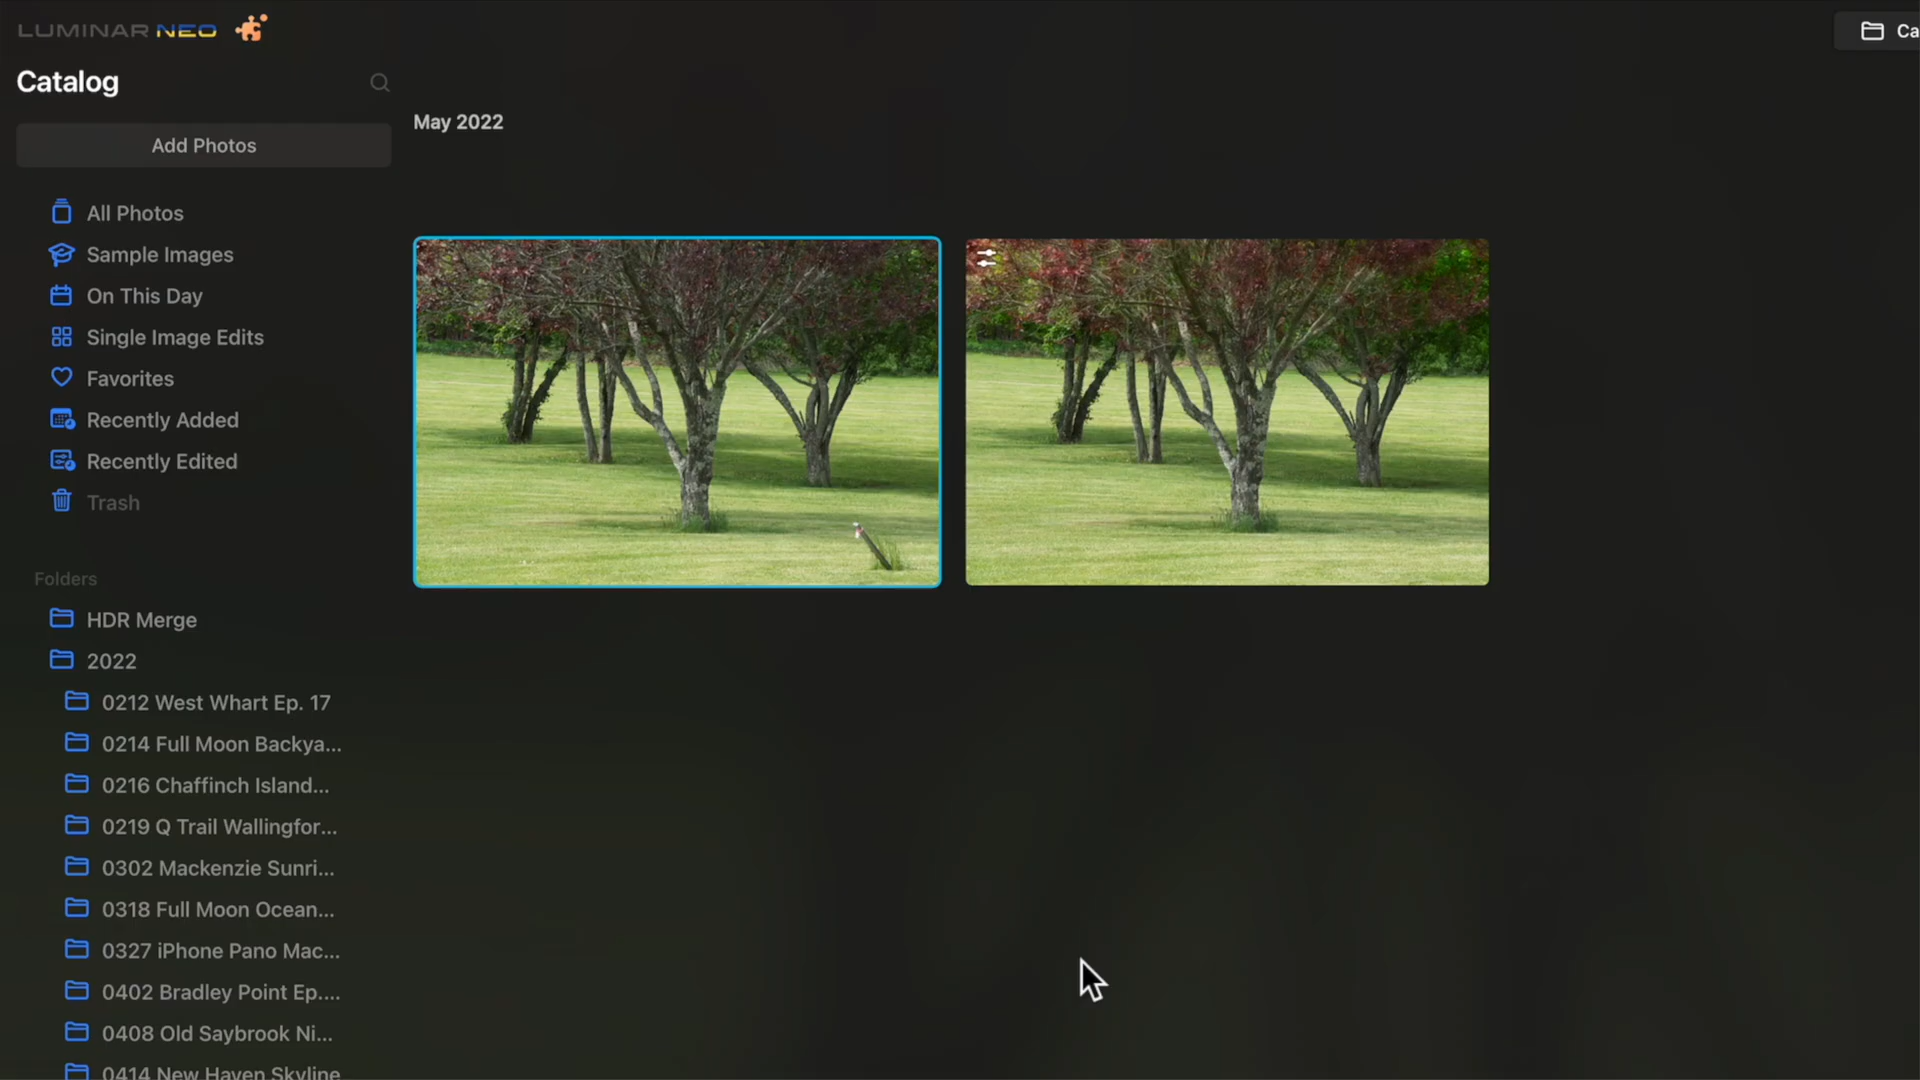 LUMINAR NEO
Ca
Catalog
Add Photos
All Photos
Sample Images
On This Day
Single Image Edits
Favorites
Recently Added
Recently Edited
Trash
Folders
HDR Merge
2022
0212 West Whart Ep. 17
0214 Full Moon Backya...
0216 Chaffinch Island...
0219 Q Trail Wallingfor...
0302 Mackenzie Sunri...
0318 Full Moon Ocean...
0327 iPhone Pano Mac...
0402 Bradley Point Ep....
0408 Old Saybrook Ni...
0414 New Haven Skyline
May 2022